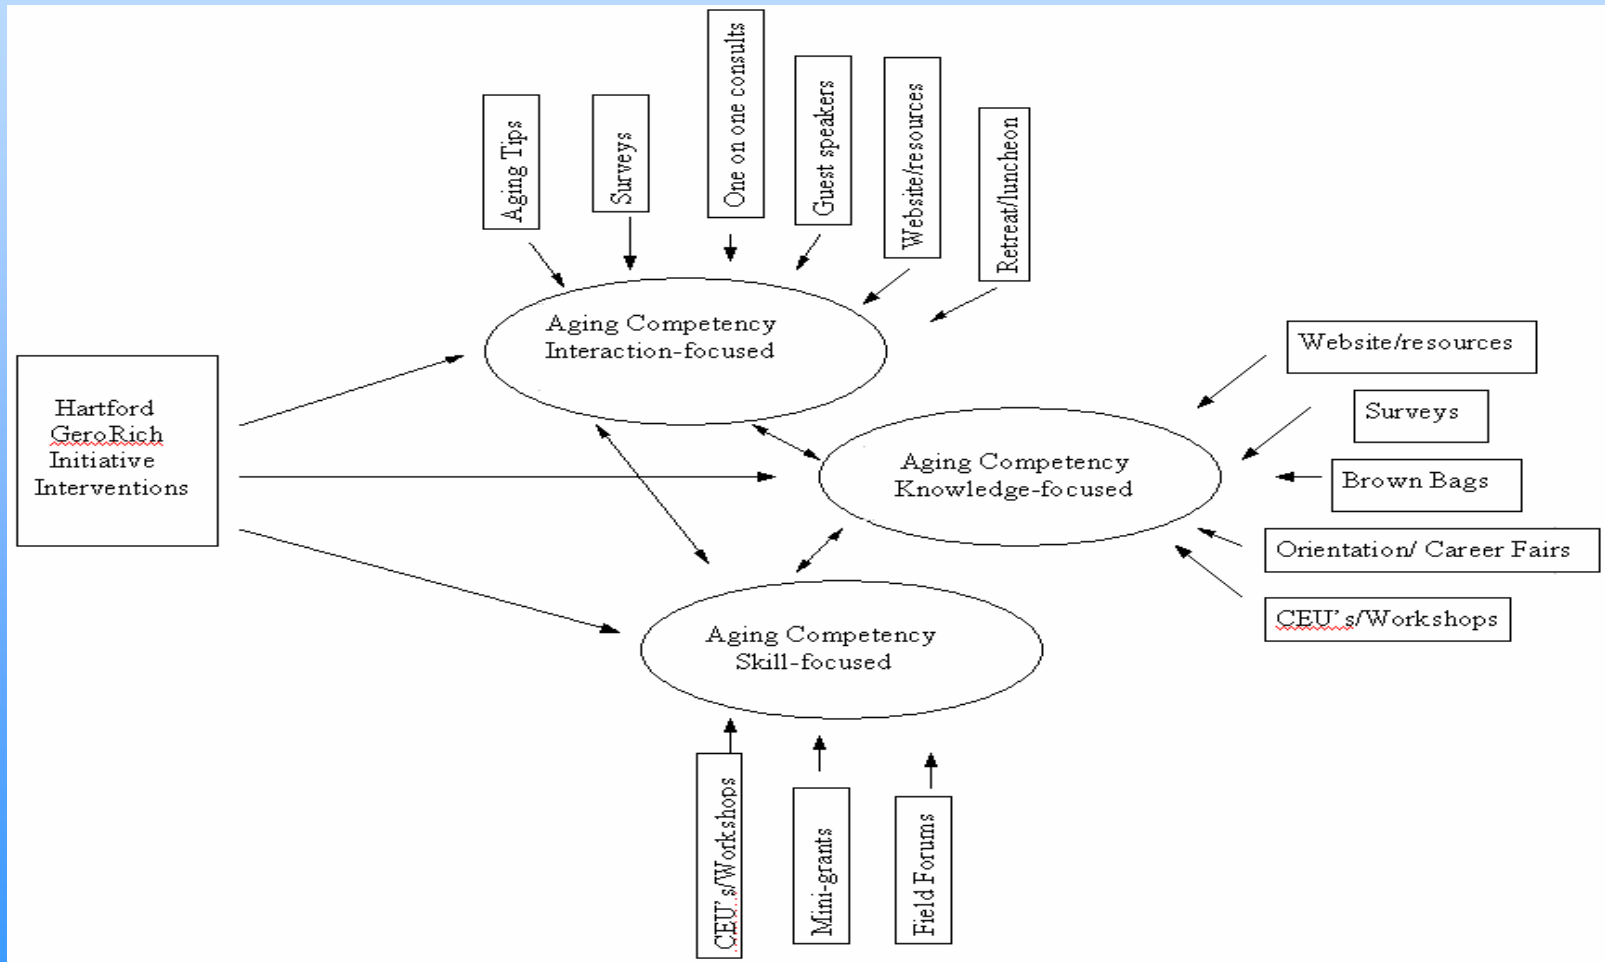 Aging Tips
Surveys
One on one consults
Guest speakers
Website/resources
Retreat/luncheon
Aging Competency
Interaction-focused
Hartford
GeroRich
Initiative
Interventions
Website/resources
Surveys
Aging Competency
Knowledge-focused
Brown Bags
Orientation/ Career Fairs
CEU's/Workshops
Aging Competency
Skill-focused
CEU's/Workshops
Mini-grants
Field Forums